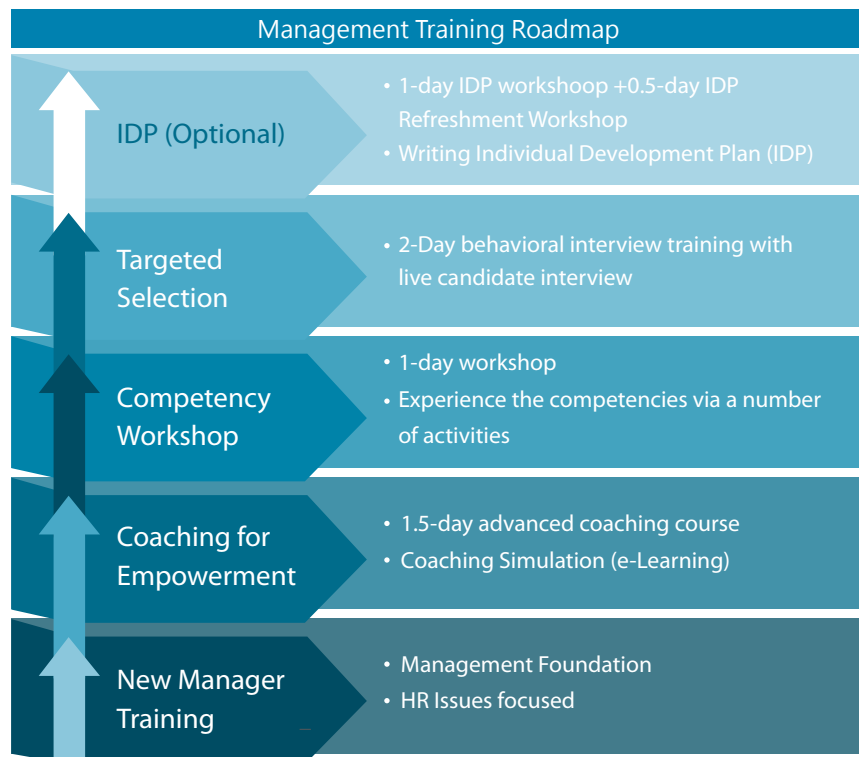 Management Training Roadmap
IDP (Optional)
• 1-day IDP workshoop +0.5-day IDP
Refreshment Workshop
• Writing Individual Development Plan (IDP)
Targeted
Selection
• 2-Day behavioral interview training with
live candidate interview
Competency
Workshop
• 1-day workshop
• Experience the competencies via a number
of activities
Coaching for
Empowerment
• 1.5-day advanced coaching course
• Coaching Simulation (e-Learning)
New Manager
Training
• Management Foundation
• HR Issues focused